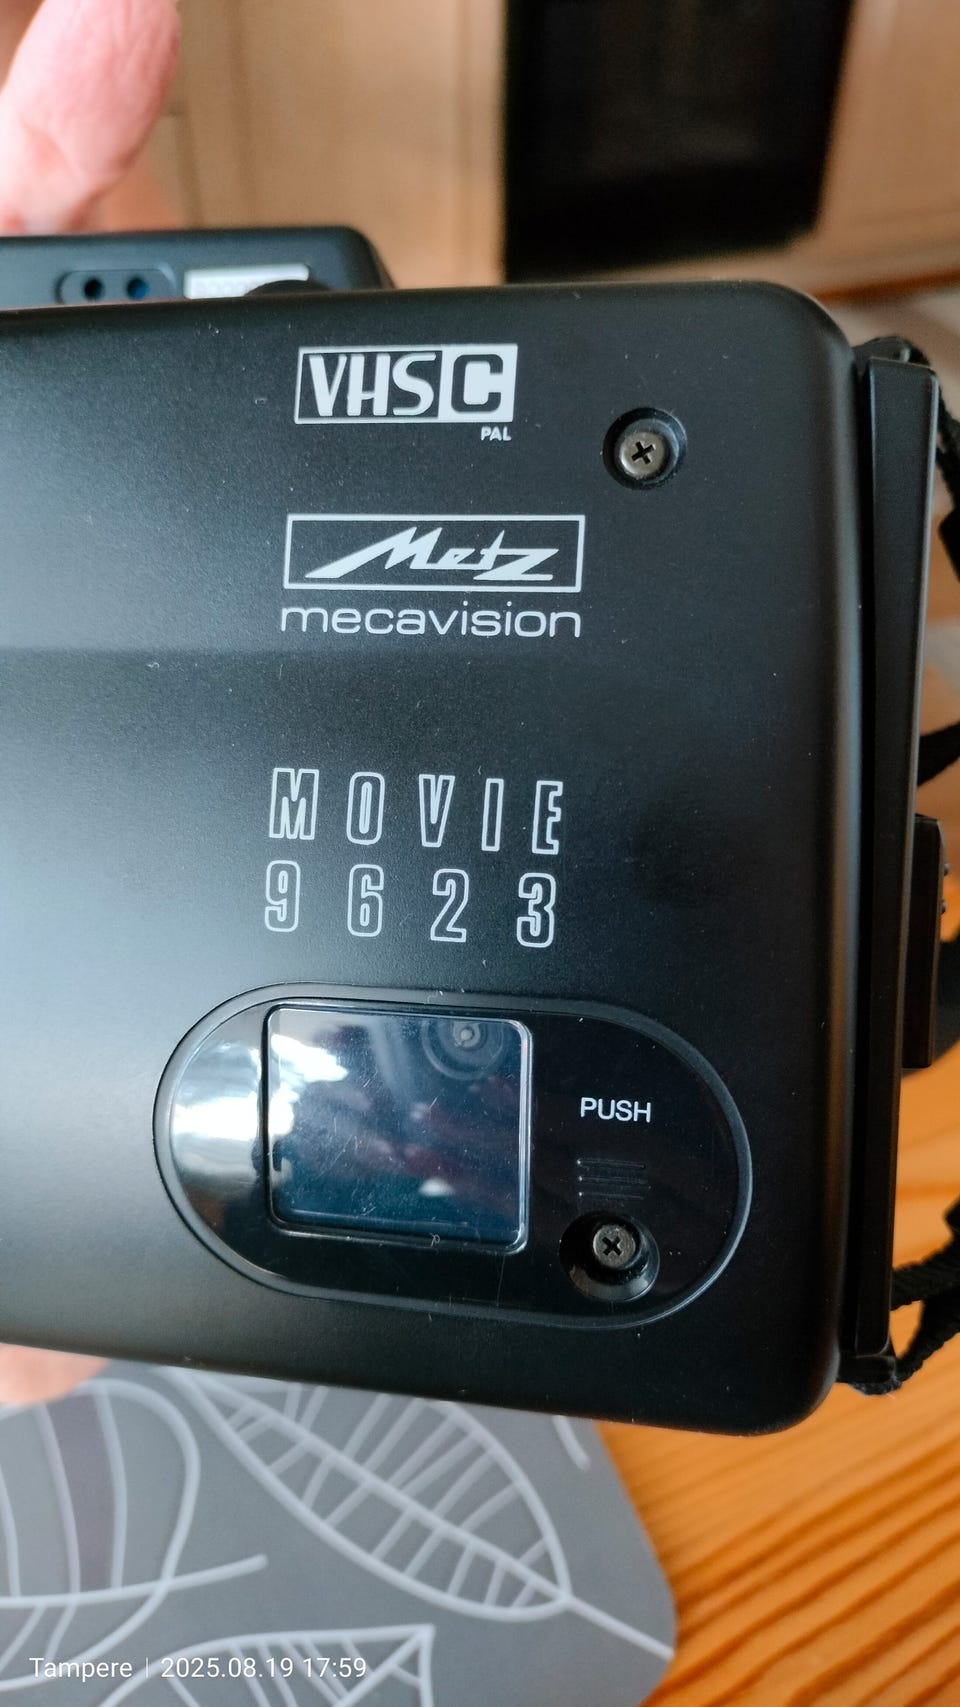 VHS C
PAL
Metz
mecavision
MOVIE
9623
PUSH
Tampere | 2025.08.19 17:59